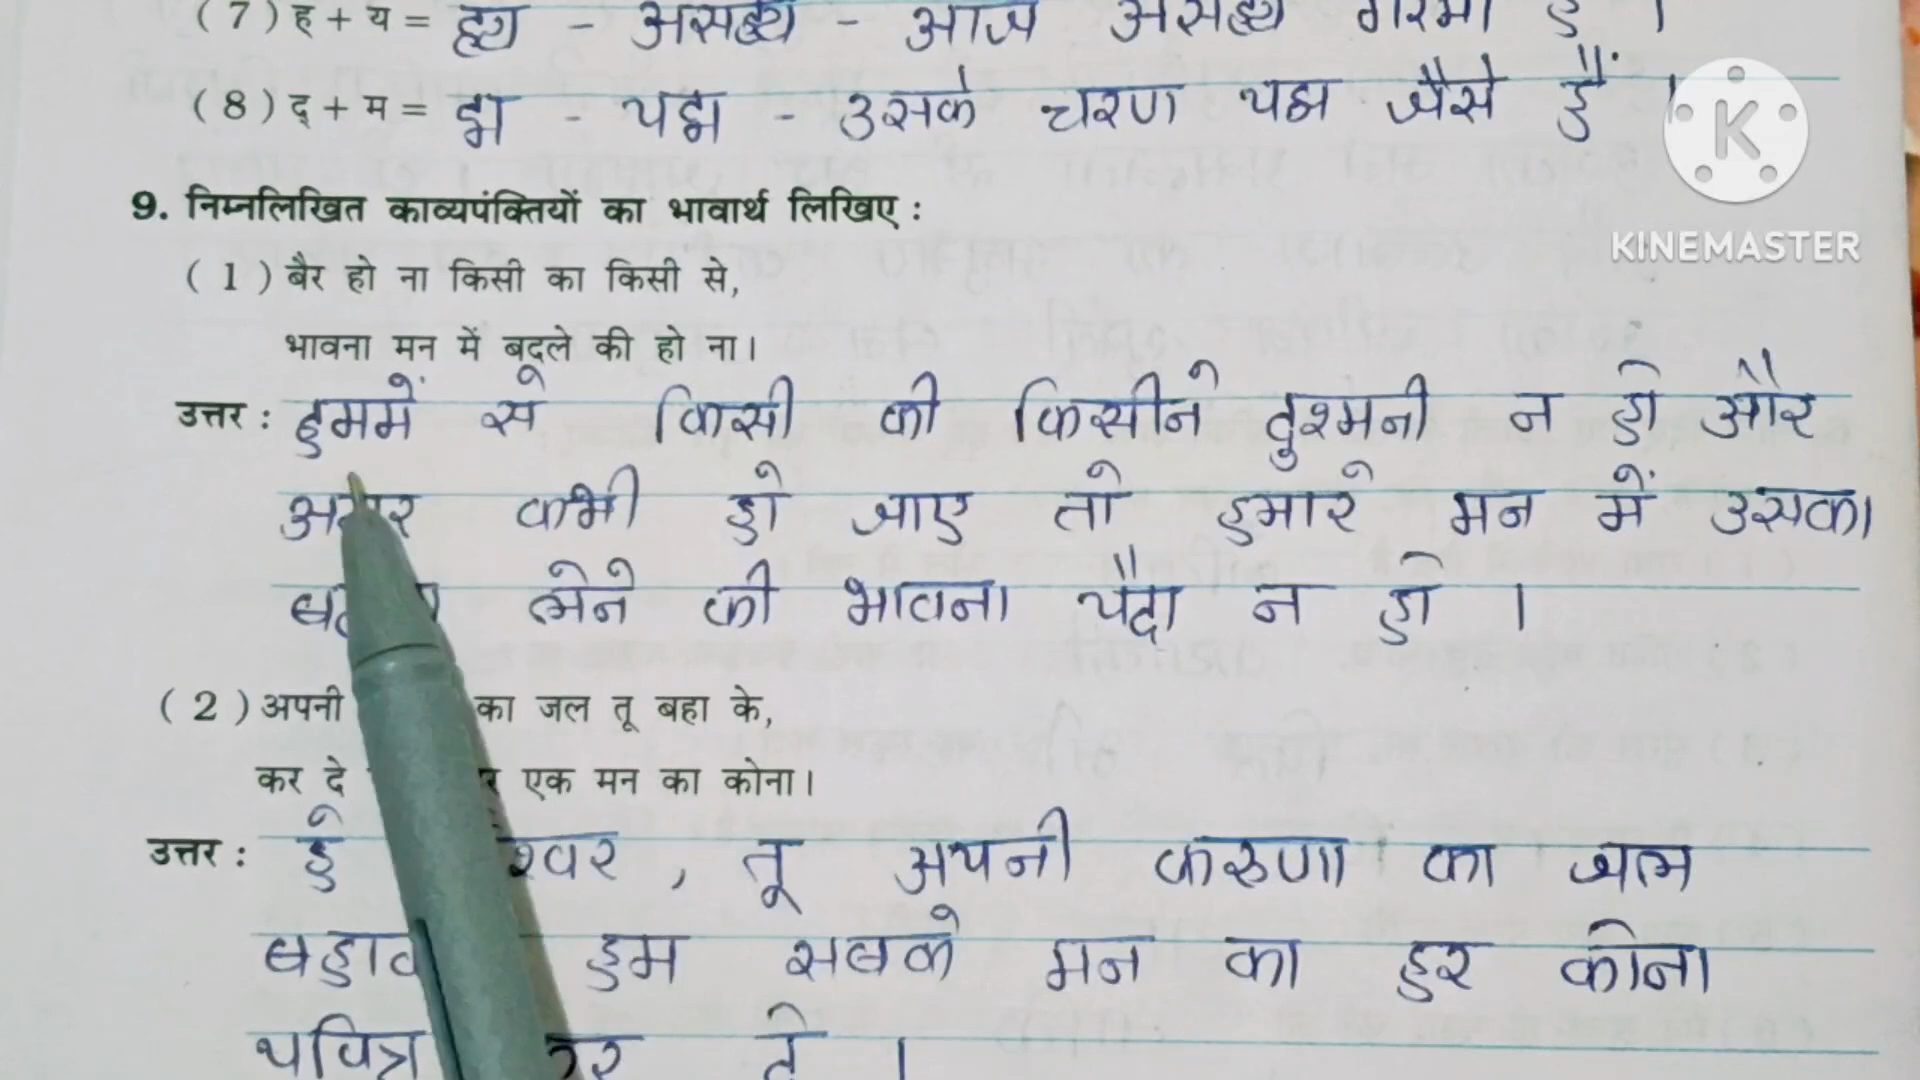 (7) ह + य = ह्य - असह्य - आज असह्य गरमी है ।
(8) द् + म = द्म - पद्म - उसके चरण पद्म जैसे हैं ।
KINEMASTER
9. निम्नलिखित काव्यपंक्तियों का भावार्थ लिखिए :
(1) बैर हो ना किसी का किसी से,
भावना मन में बदले की हो ना।
उत्तर : हममें से किसी की किसीने दुश्मनी न हो और
अगर कभी हो जाए तो हमारे मन में उसका
लेने की भावना पैदा न हो ।
(2) अपनी का जल तू बहा के,
कर दे एक मन का कोना।
उत्तर : हे , तू अपनी करुणा का जल
हम सबके मन का हर कोना
पवित्र कर दे ।